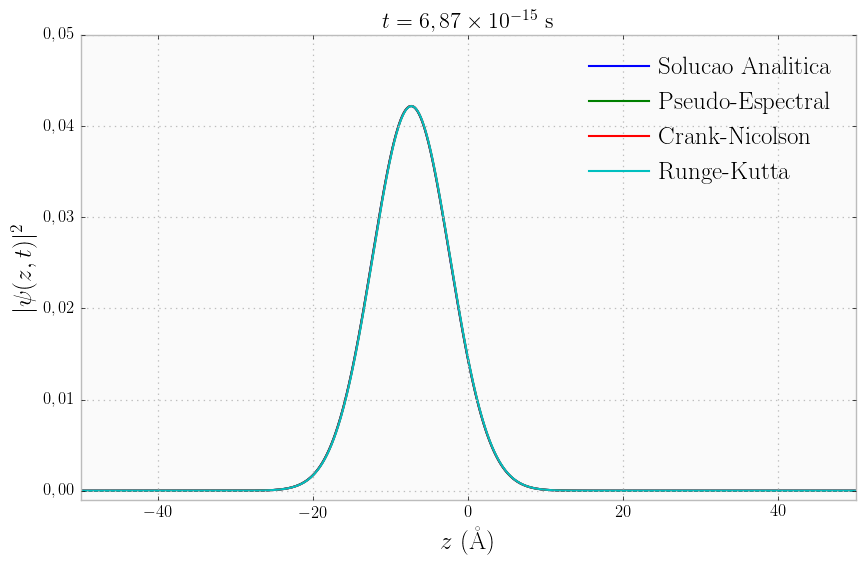 t = 6,87 × 10⁻¹⁵ s
0,05
0,04
0,03
0,02
0,01
0,00
|ψ(z, t)|²
Solucao Analitica
Pseudo-Espectral
Crank-Nicolson
Runge-Kutta
−40 −20 0 20 40
z (Å)